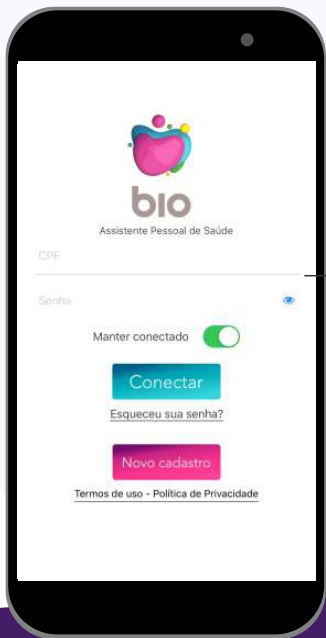 bio
Assistente Pessoal de Saúde
CPF
Senha
Manter conectado
Conectar
Esqueceu sua senha?
Novo cadastro
Termos de uso - Política de Privacidade